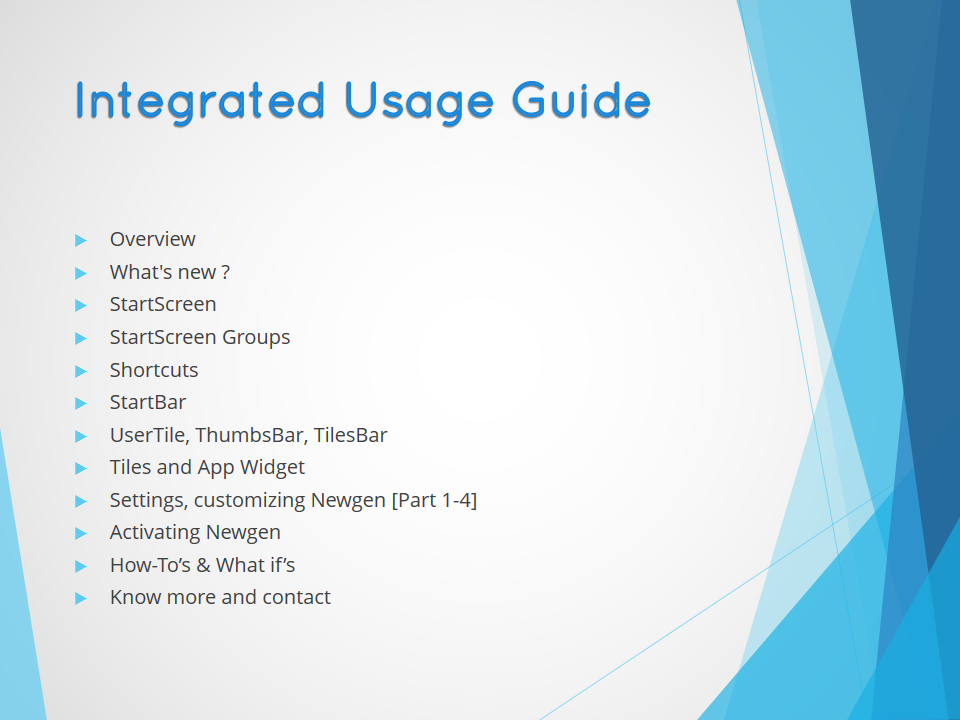 Integrated Usage Guide
Overview
What's new ?
StartScreen
StartScreen Groups
Shortcuts
StartBar
UserTile, ThumbsBar, TilesBar
Tiles and App Widget
Settings, customizing Newgen [Part 1-4]
Activating Newgen
How-To’s & What if’s
Know more and contact